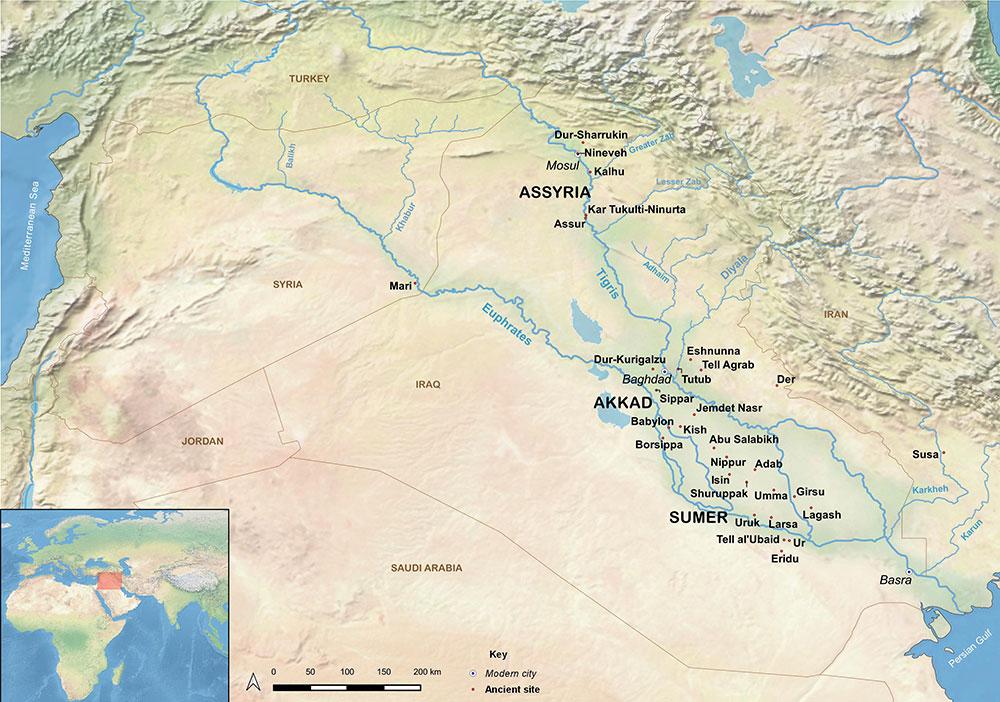 TURKEY
Mediterranean Sea
Balikh
Khabur
Dur-Sharrukin
Nineveh
Mosul
Greater Zab
Kalhu
ASSYRIA
Lesser Zab
Kar Tukulti-Ninurta
Assur
Tigris
Adhaim
Diyala
SYRIA
Mari
Euphrates
IRAN
Eshnunna
Dur-Kurigalzu
Tell Agrab
Baghdad
Tutub
Der
IRAQ
Sippar
AKKAD
Jemdet Nasr
Babylon
Kish
JORDAN
Borsippa
Abu Salabikh
Susa
Nippur
Adab
Isin
Shuruppak
Umma
Girsu
Karkheh
Lagash
SUMER
Uruk
Larsa
Karun
Tell al'Ubaid
Ur
Eridu
SAUDI ARABIA
Basra
Persian Gulf
Key
0 50 100 150 200 km
Modern city
Ancient site